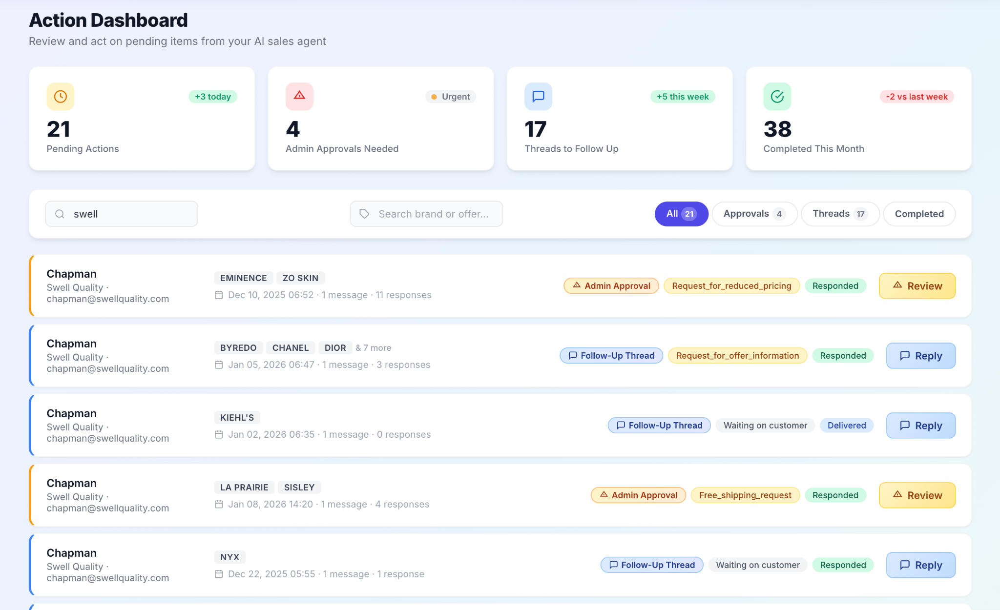 Action Dashboard
Review and act on pending items from your AI sales agent
+3 today
21
Pending Actions
Urgent
4
Admin Approvals Needed
+5 this week
17
Threads to Follow Up
-2 vs last week
38
Completed This Month
swell
Search brand or offer...
All 21
Approvals 4
Threads 17
Completed
Chapman
Swell Quality ·
chapman@swellquality.com
EMINENCE ZO SKIN
Dec 10, 2025 06:52 · 1 message · 11 responses
Admin Approval Request_for_reduced_pricing Responded
Review
Chapman
Swell Quality ·
chapman@swellquality.com
BYREDO CHANEL DIOR & 7 more
Jan 05, 2026 06:47 · 1 message · 3 responses
Follow-Up Thread Request_for_offer_information Responded
Reply
Chapman
Swell Quality ·
chapman@swellquality.com
KIEHL'S
Jan 02, 2026 06:35 · 1 message · 0 responses
Follow-Up Thread Waiting on customer Delivered
Reply
Chapman
Swell Quality ·
chapman@swellquality.com
LA PRAIRIE SISLEY
Jan 08, 2026 14:20 · 1 message · 4 responses
Admin Approval Free_shipping_request Responded
Review
Chapman
Swell Quality ·
chapman@swellquality.com
NYX
Dec 22, 2025 05:55 · 1 message · 1 response
Follow-Up Thread Waiting on customer Responded
Reply